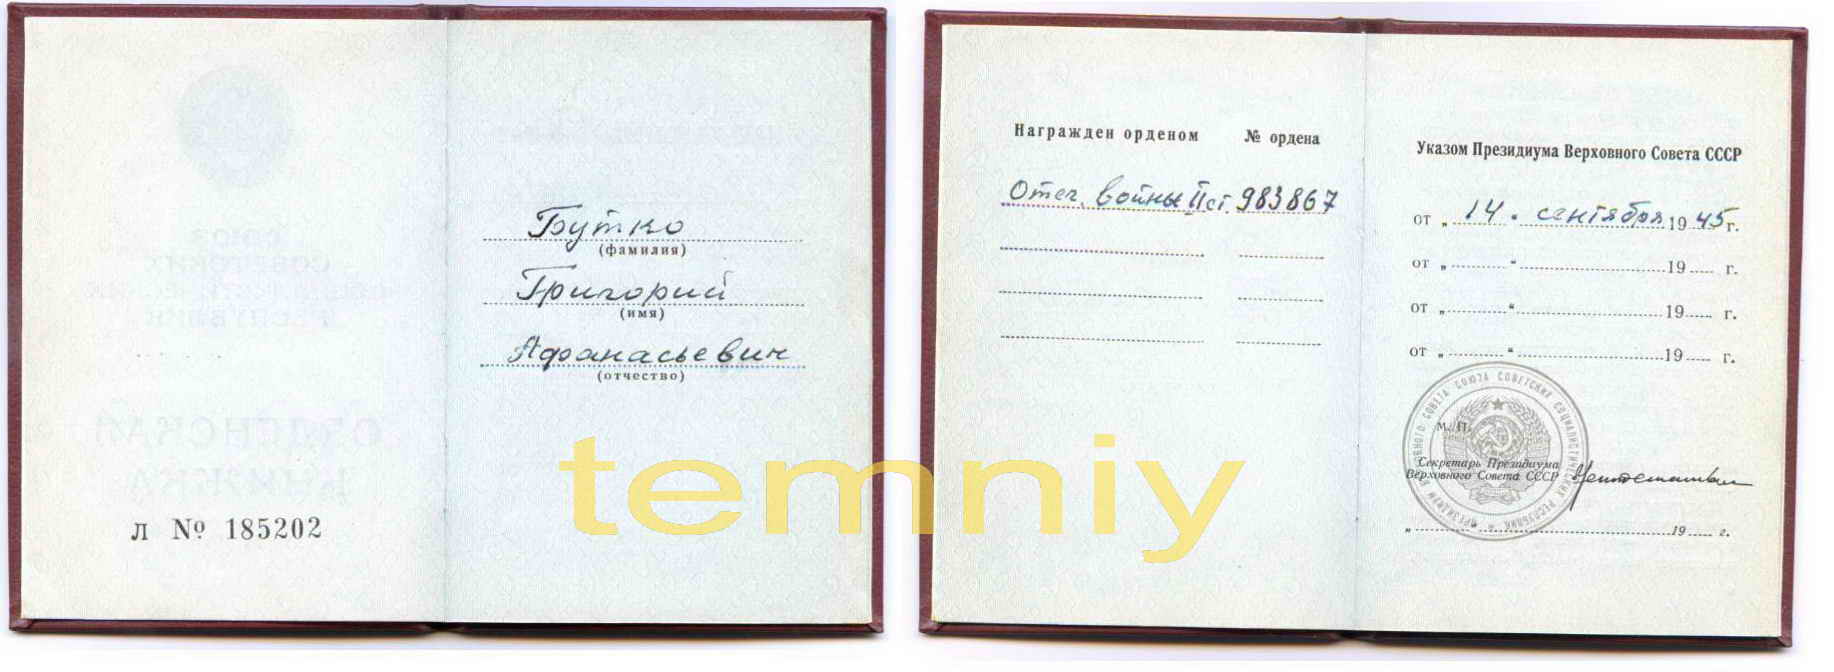 Бутко
(фамилия)
Григорий
(имя)
Афанасьевич
(отчество)
Л № 185202
Награжден орденом № ордена
Отеч. войны II ст. 983867
Указом Президиума Верховного Совета СССР
от „ 14 “ сентября 19 45 г.
от „ “ 19 г.
от „ “ 19 г.
от „ “ 19 г.
М. П.
Секретарь Президиума
Верховного Совета СССР
„ “ 19 г.
temniy